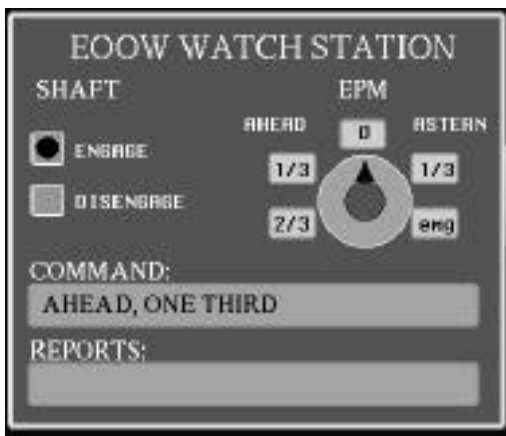 EOOW WATCH STATION
SHAFT
EPM
AHEAD
0
ASTERN
ENGAGE
1/3
1/3
DISENGAGE
2/3
emg
COMMAND:
AHEAD, ONE THIRD
REPORTS: